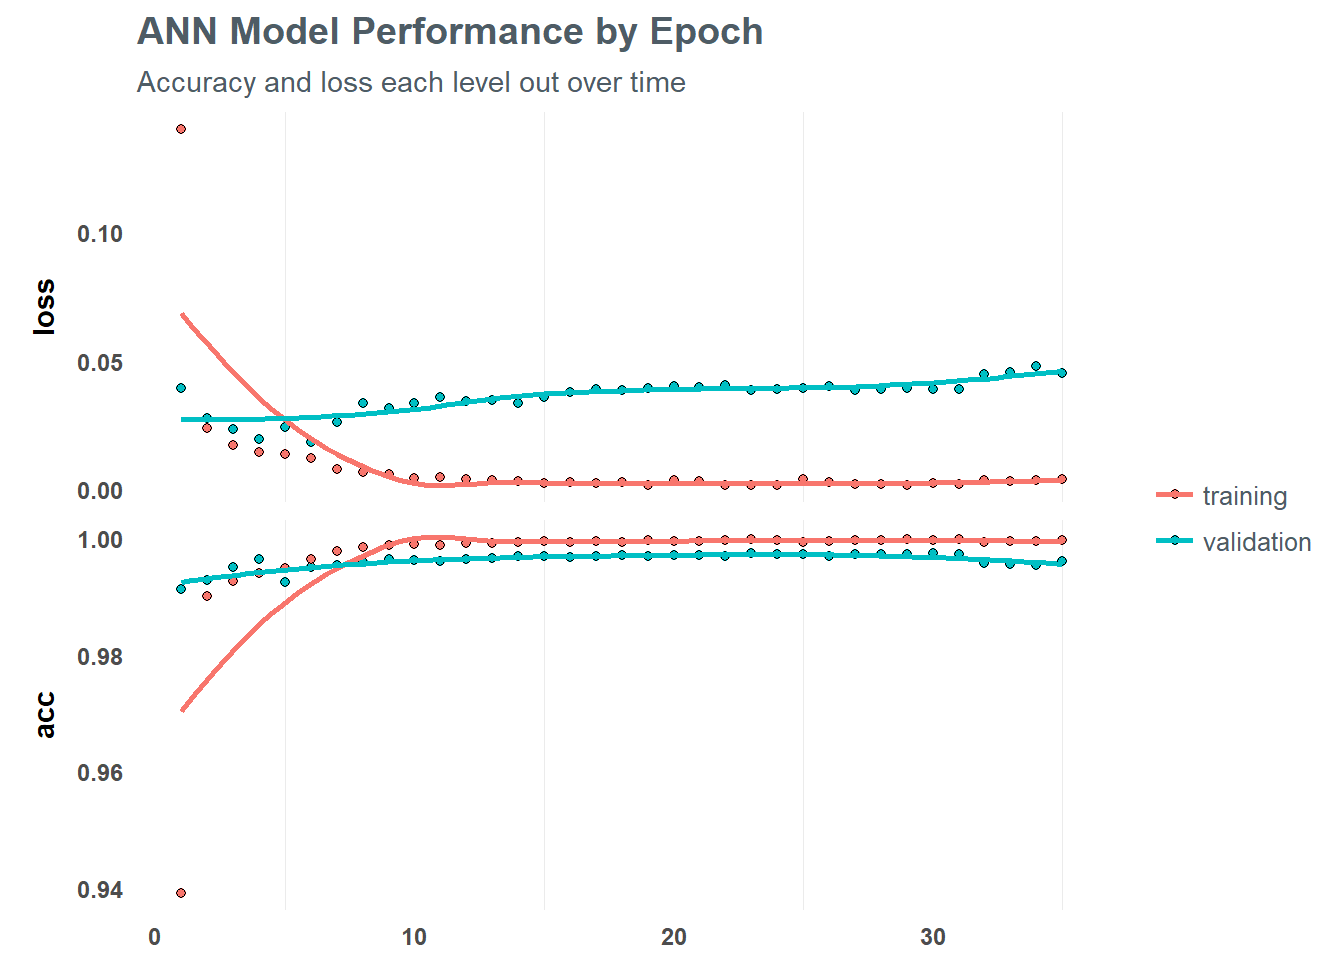 ANN Model Performance by Epoch
Accuracy and loss each level out over time
loss
0.10
0.05
0.00
acc
1.00
0.98
0.96
0.94
0 10 20 30
training
validation